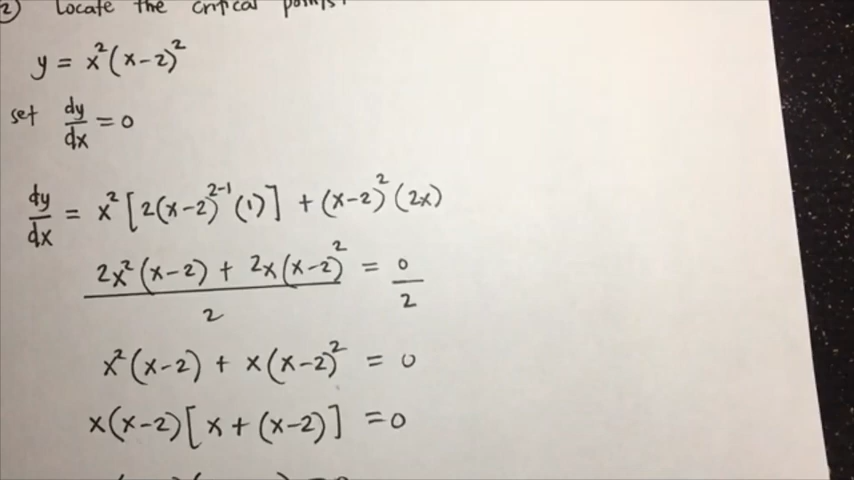 ② Locate the critical points:
y = x²(x-2)²
set dy/dx = 0
dy/dx = x²[2(x-2)²⁻¹(1)] + (x-2)²(2x)
2x²(x-2) + 2x(x-2)² / 2 = 0/2
x²(x-2) + x(x-2)² = 0
x(x-2)[x + (x-2)] = 0